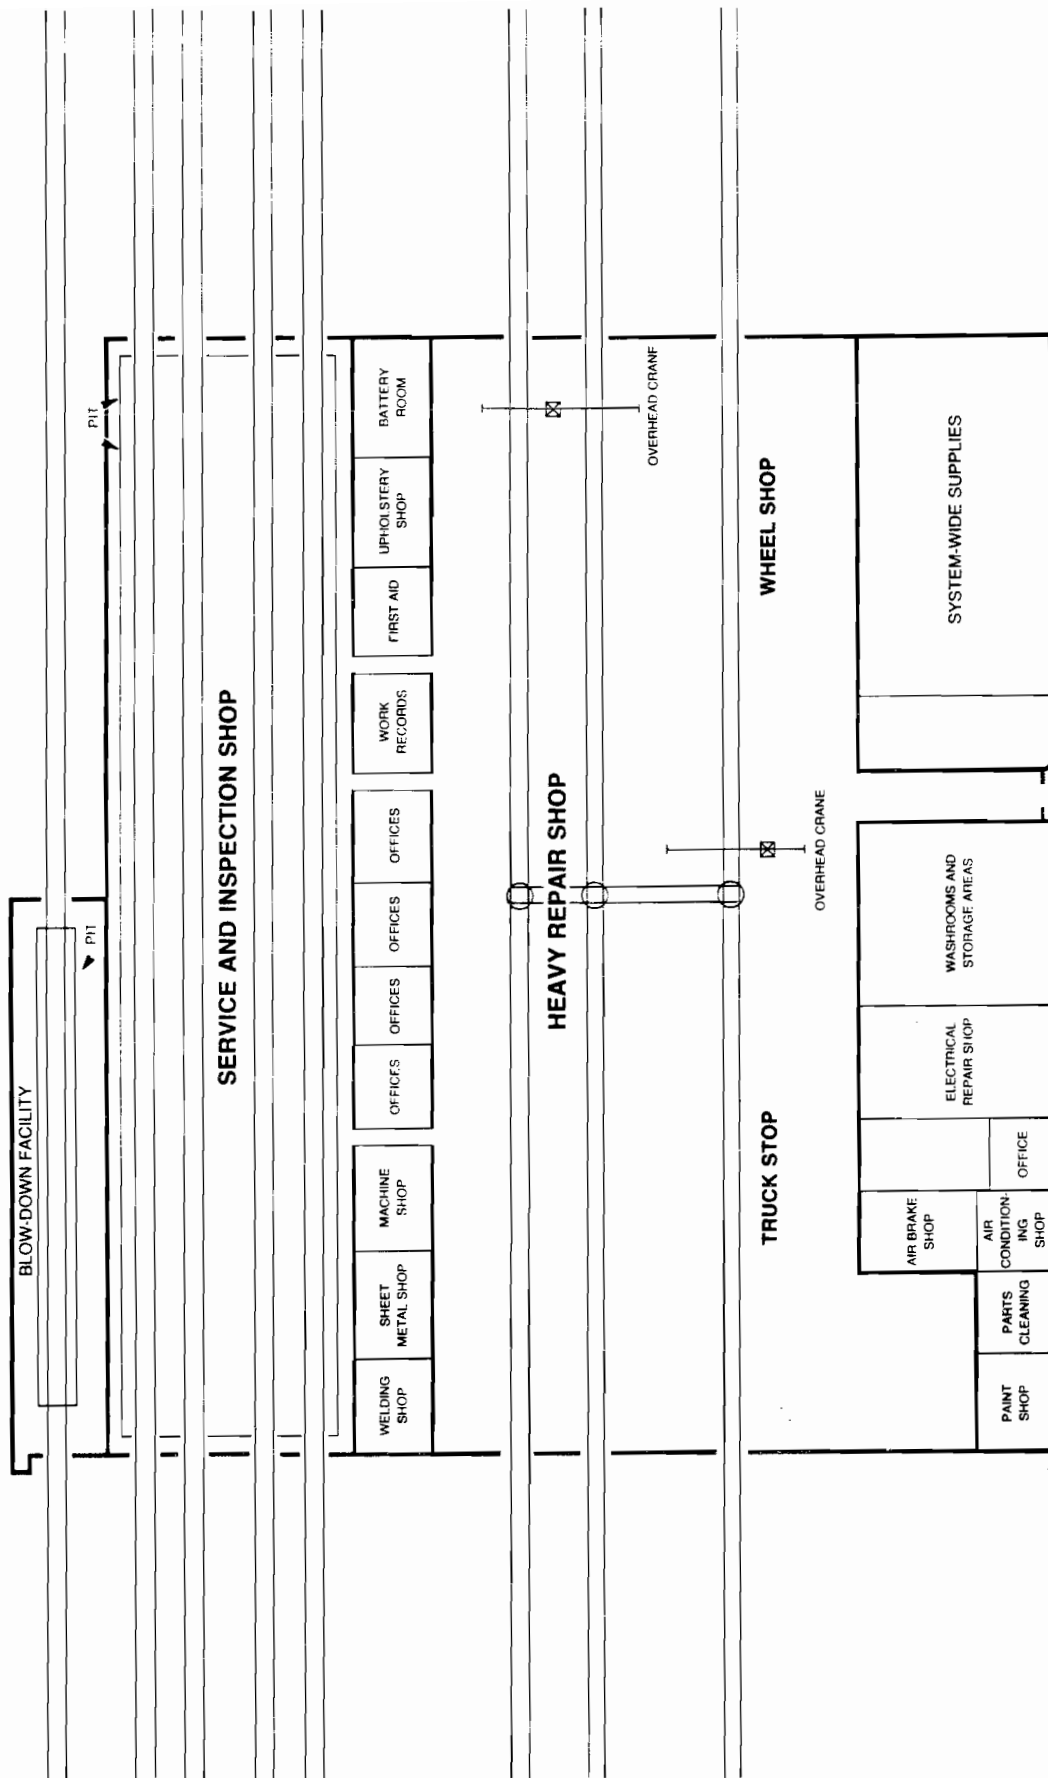 BLOW-DOWN FACILITY
PIT
PIT
SERVICE AND INSPECTION SHOP
WELDING
SHOP
SHEET
METAL SHOP
MACHINE
SHOP
OFFICES
OFFICES
OFFICES
OFFICES
WORK
RECORDS
FIRST AID
UPHOLSTERY
SHOP
BATTERY
ROOM
HEAVY REPAIR SHOP
OVERHEAD CRANE
TRUCK STOP
WHEEL SHOP
OVERHEAD CRANE
AIR BRAKE
SHOP
ELECTRICAL
REPAIR SHOP
WASHROOMS AND
STORAGE AREAS
SYSTEM-WIDE SUPPLIES
PAINT
SHOP
PARTS
CLEANING
AIR
CONDITION-
ING
SHOP
OFFICE